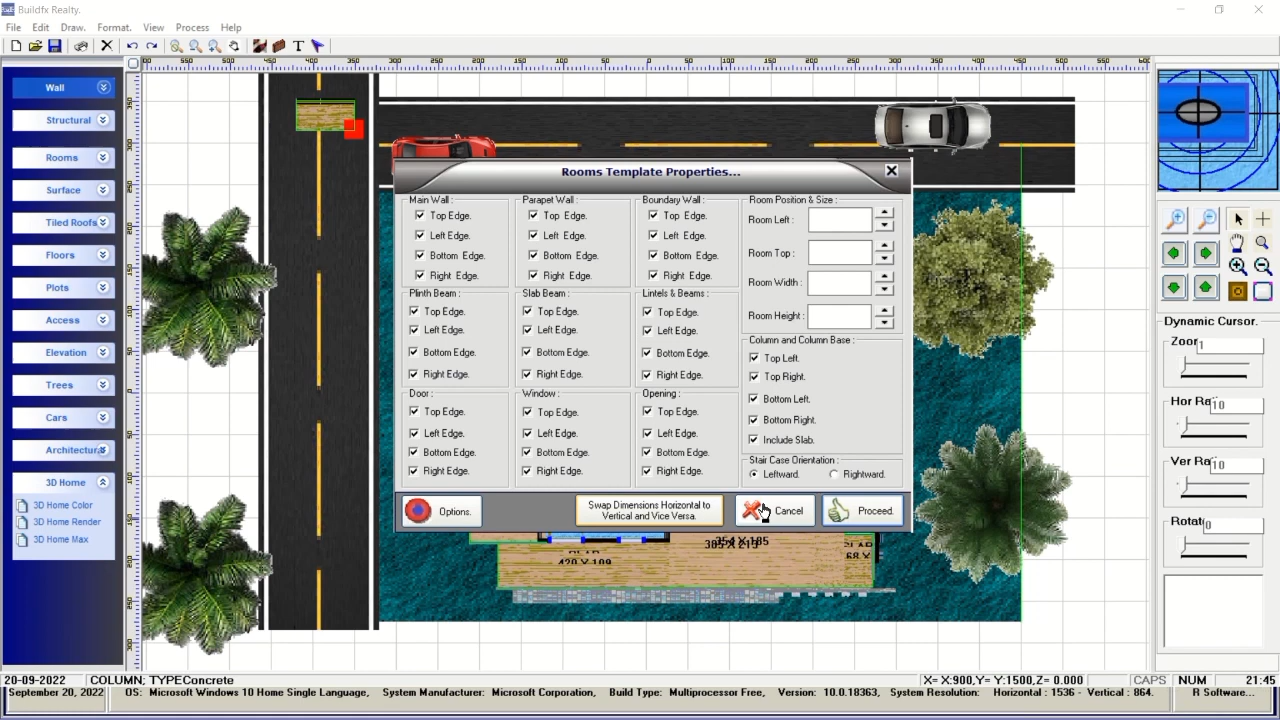 Buildfx Realty.
File Edit Draw. Format. View Process Help
Wall
Structural
Rooms
Surface
Tiled Roofs
Floors
Plots
Access
Elevation
Trees
Cars
Architectura
3D Home
3D Home Color
3D Home Render
3D Home Max
Rooms Template Properties...
Main Wall :
Top Edge.
Left Edge.
Bottom Edge.
Right Edge.
Parapet Wall :
Top Edge.
Left Edge.
Bottom Edge.
Right Edge.
Boundary Wall :
Top Edge.
Left Edge.
Bottom Edge.
Right Edge.
Room Position & Size :
Room Left :
Room Top :
Room Width :
Room Height :
Plinth Beam :
Top Edge.
Left Edge.
Bottom Edge.
Right Edge.
Slab Beam :
Top Edge.
Left Edge.
Bottom Edge.
Right Edge.
Lintels & Beams :
Top Edge.
Left Edge.
Bottom Edge.
Right Edge.
Column and Column Base :
Top Left.
Top Right.
Bottom Left.
Bottom Right.
Include Slab.
Door :
Top Edge.
Left Edge.
Bottom Edge.
Right Edge.
Window :
Top Edge.
Left Edge.
Bottom Edge.
Right Edge.
Opening :
Top Edge.
Left Edge.
Bottom Edge.
Right Edge.
Stair Case Orientation :
Leftward. Rightward.
Options.
Swap Dimensions Horizontal to
Vertical and Vice Versa.
Cancel
Proceed.
420 X 109
68 X
Dynamic Cursor.
1
Hor Ra
10
Ver Ra
10
Rotat
0
20-09-2022 COLUMN; TYPEConcrete X= X:900,Y= Y:1500,Z= 0.000 CAPS NUM 21:45
September 20, 2022 OS: Microsoft Windows 10 Home Single Language, System Manufacturer: Microsoft Corporation, Build Type: Multiprocessor Free, Version: 10.0.18363, System Resolution: Horizontal : 1536 - Vertical : 864. R Software...